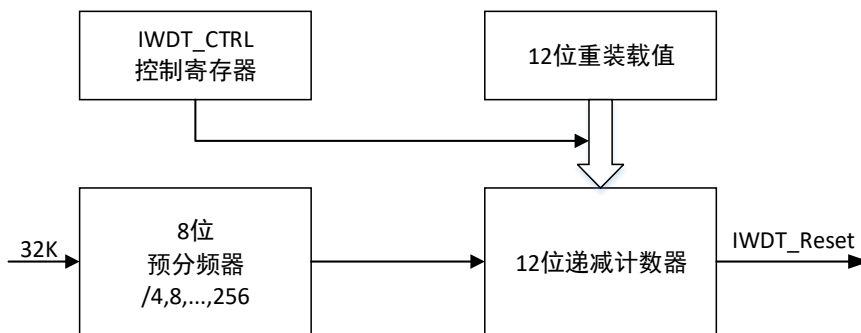 IWDT_CTRL
控制寄存器
12位重装载值
32K
8位
预分频器
/4,8,...,256
12位递减计数器
IWDT_Reset